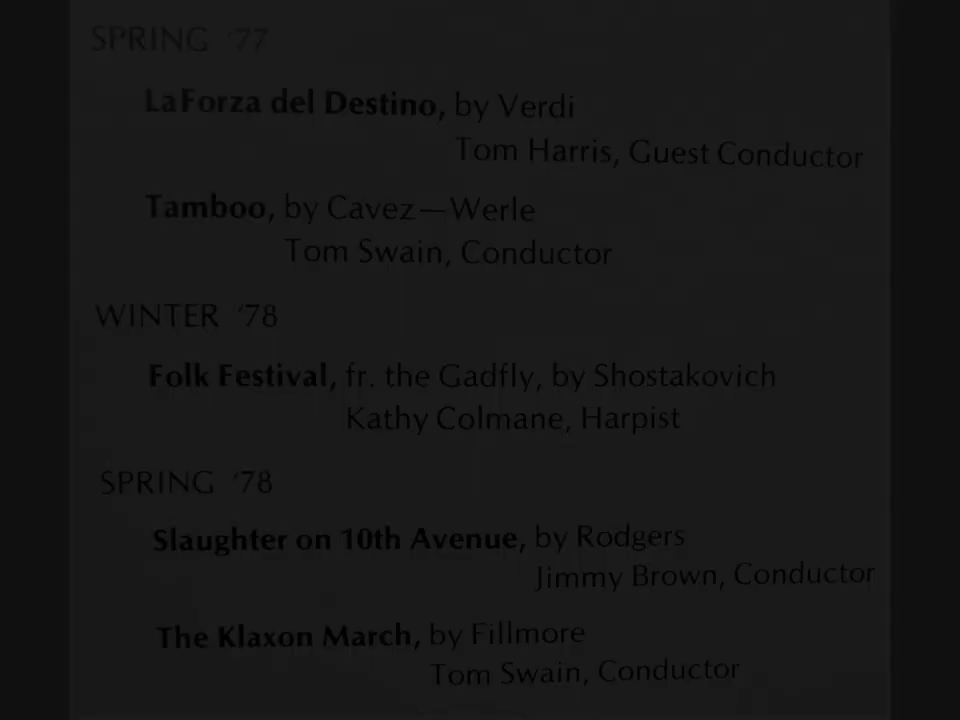 SPRING '77
LaForza del Destino, by Verdi
Tom Harris, Guest Conductor
Tamboo, by Cavez—Werle
Tom Swain, Conductor
WINTER '78
Folk Festival, fr. the Gadfly, by Shostakovich
Kathy Colmane, Harpist
SPRING '78
Slaughter on 10th Avenue, by Rodgers
Jimmy Brown, Conductor
The Klaxon March, by Fillmore
Tom Swain, Conductor